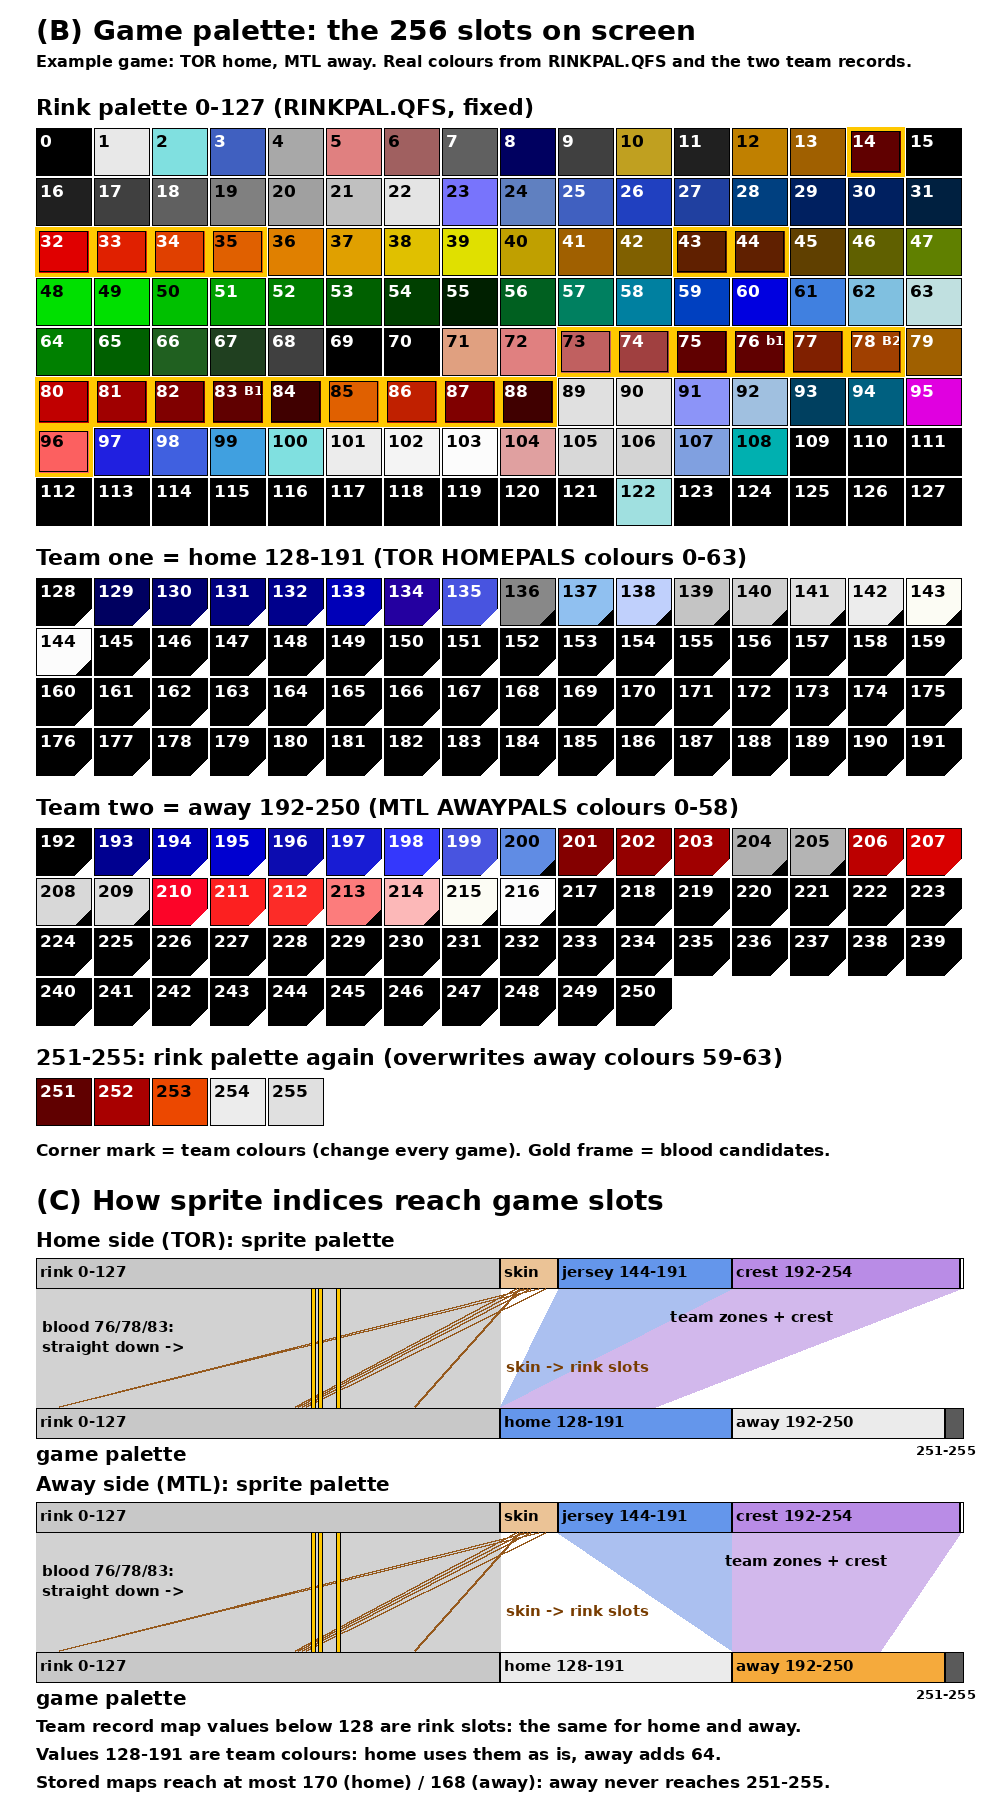 (B) Game palette: the 256 slots on screen
Example game: TOR home, MTL away. Real colours from RINKPAL.QFS and the two team records.
Rink palette 0-127 (RINKPAL.QFS, fixed)
0 1 2 3 4 5 6 7 8 9 10 11 12 13 14 15
16 17 18 19 20 21 22 23 24 25 26 27 28 29 30 31
32 33 34 35 36 37 38 39 40 41 42 43 44 45 46 47
48 49 50 51 52 53 54 55 56 57 58 59 60 61 62 63
64 65 66 67 68 69 70 71 72 73 74 75 76 b1 77 78 B2 79
80 81 82 83 B1 84 85 86 87 88 89 90 91 92 93 94 95
96 97 98 99 100 101 102 103 104 105 106 107 108 109 110 111
112 113 114 115 116 117 118 119 120 121 122 123 124 125 126 127
Team one = home 128-191 (TOR HOMEPALS colours 0-63)
128 129 130 131 132 133 134 135 136 137 138 139 140 141 142 143
144 145 146 147 148 149 150 151 152 153 154 155 156 157 158 159
160 161 162 163 164 165 166 167 168 169 170 171 172 173 174 175
176 177 178 179 180 181 182 183 184 185 186 187 188 189 190 191
Team two = away 192-250 (MTL AWAYPALS colours 0-58)
192 193 194 195 196 197 198 199 200 201 202 203 204 205 206 207
208 209 210 211 212 213 214 215 216 217 218 219 220 221 222 223
224 225 226 227 228 229 230 231 232 233 234 235 236 237 238 239
240 241 242 243 244 245 246 247 248 249 250
251-255: rink palette again (overwrites away colours 59-63)
251 252 253 254 255
Corner mark = team colours (change every game). Gold frame = blood candidates.
(C) How sprite indices reach game slots
Home side (TOR): sprite palette
rink 0-127 skin jersey 144-191 crest 192-254
team zones + crest
blood 76/78/83:
straight down ->
skin -> rink slots
rink 0-127 home 128-191 away 192-250
251-255
game palette
Away side (MTL): sprite palette
rink 0-127 skin jersey 144-191 crest 192-254
team zones + crest
blood 76/78/83:
straight down ->
skin -> rink slots
rink 0-127 home 128-191 away 192-250
251-255
game palette
Team record map values below 128 are rink slots: the same for home and away.
Values 128-191 are team colours: home uses them as is, away adds 64.
Stored maps reach at most 170 (home) / 168 (away): away never reaches 251-255.